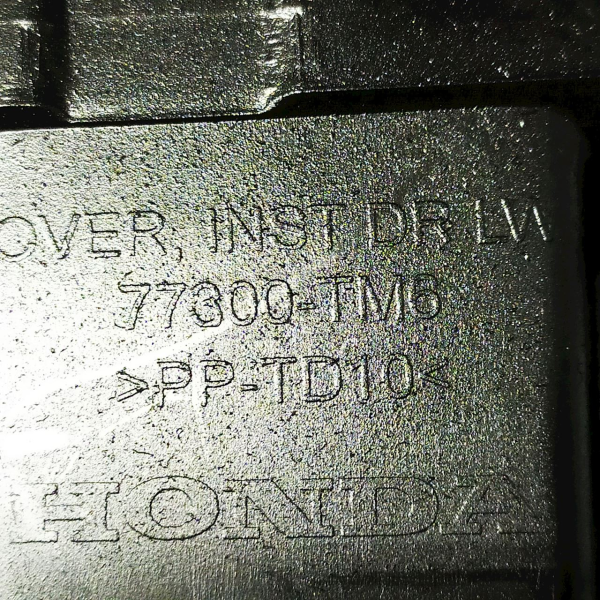 OVER, INST DR LW
77300-TM6
>PP-TD10<
HONDA